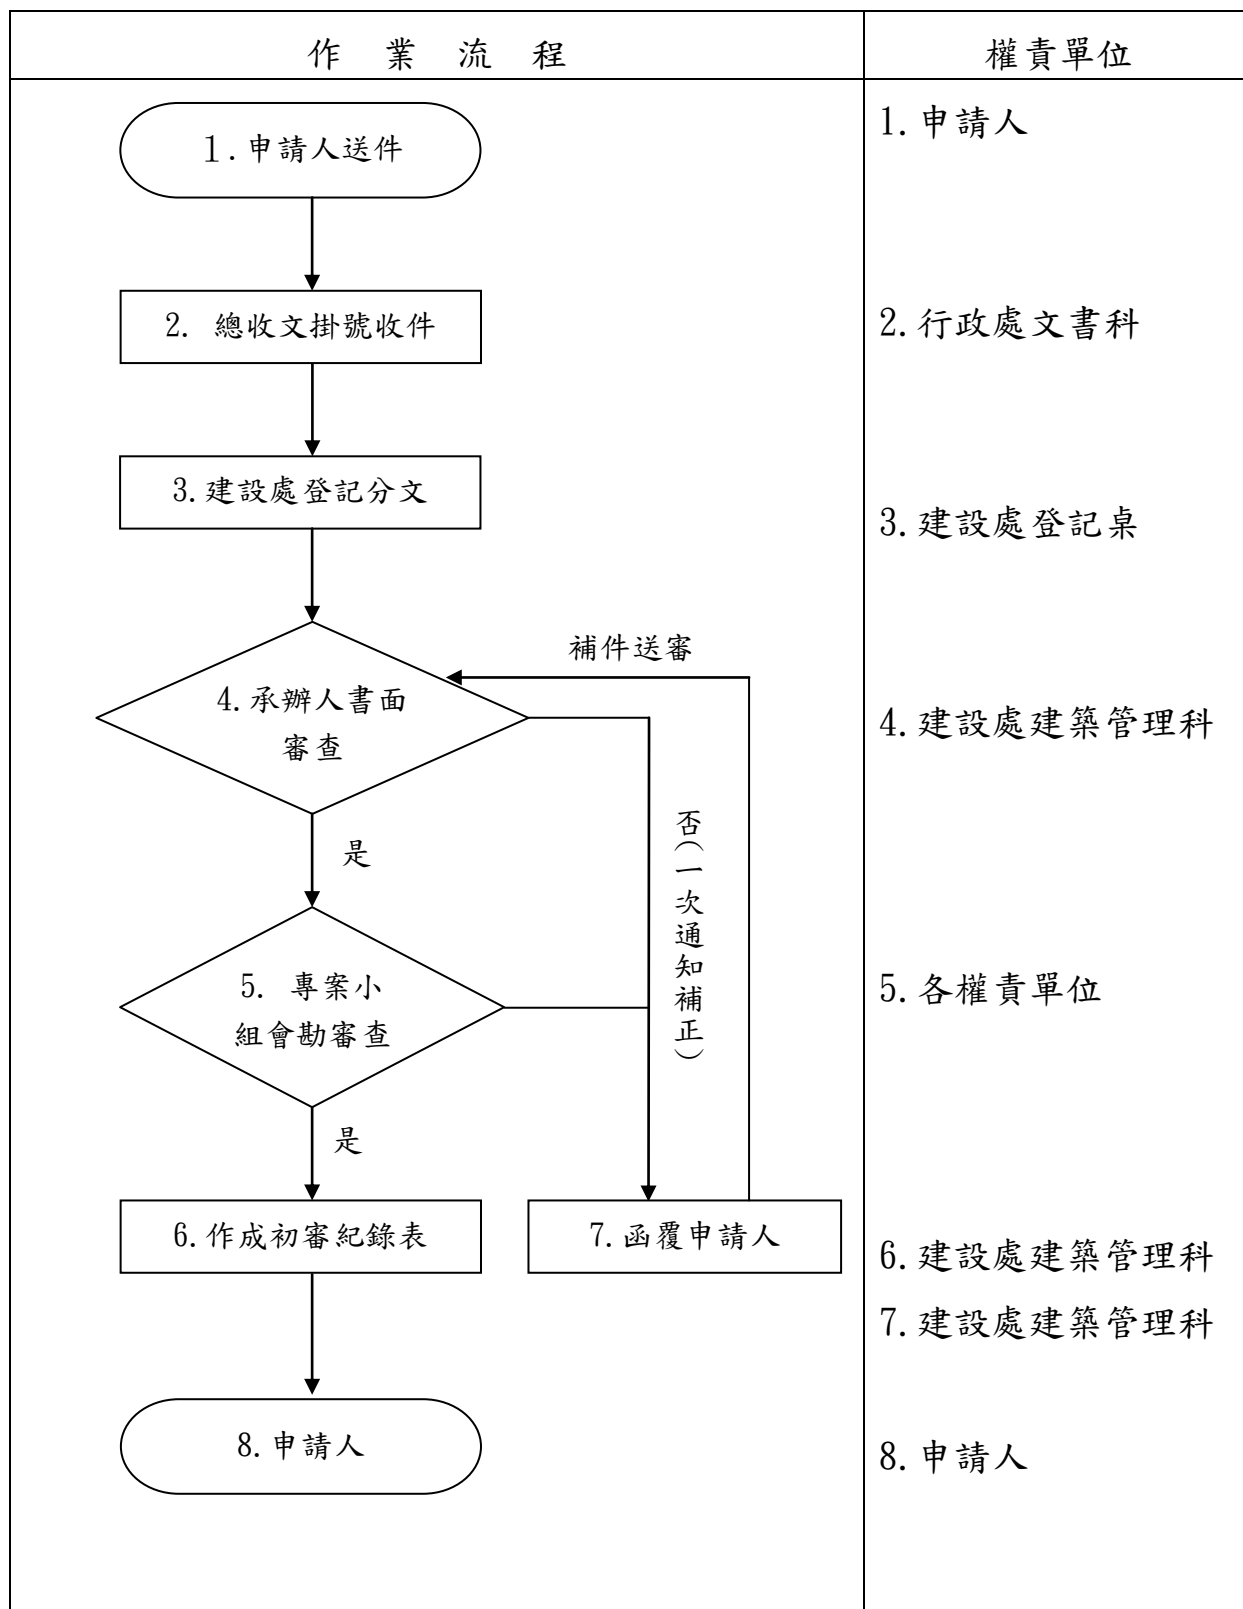 作 業 流 程
權責單位
1.申請人送件
1.申請人
2. 總收文掛號收件
2.行政處文書科
3.建設處登記分文
3.建設處登記桌
補件送審
4.承辦人書面
審查
4.建設處建築管理科
否(一次通知補正)
是
5. 專案小
組會勘審查
5.各權責單位
是
6.作成初審紀錄表
7.函覆申請人
6.建設處建築管理科
7.建設處建築管理科
8.申請人
8.申請人